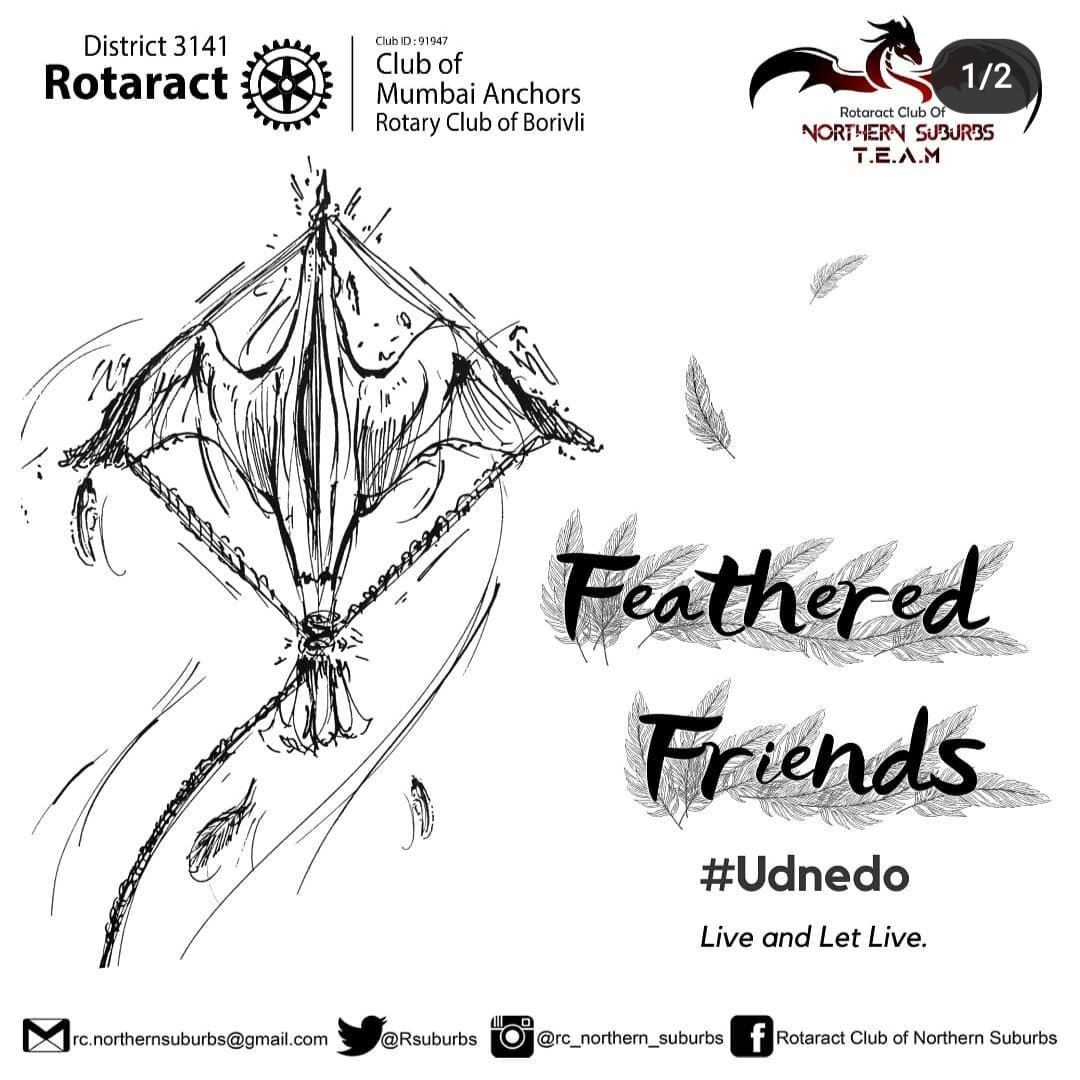 District 3141
Rotaract
Club ID : 91947
Club of
Mumbai Anchors
Rotary Club of Borivli
1/2
Rotaract Club Of
NORTHERN SUBURBS
T.E.A.M
Feathered
Friends
#Udnedo
Live and Let Live.
rc.northernsuburbs@gmail.com @Rsuburbs @rc_northern_suburbs Rotaract Club of Northern Suburbs